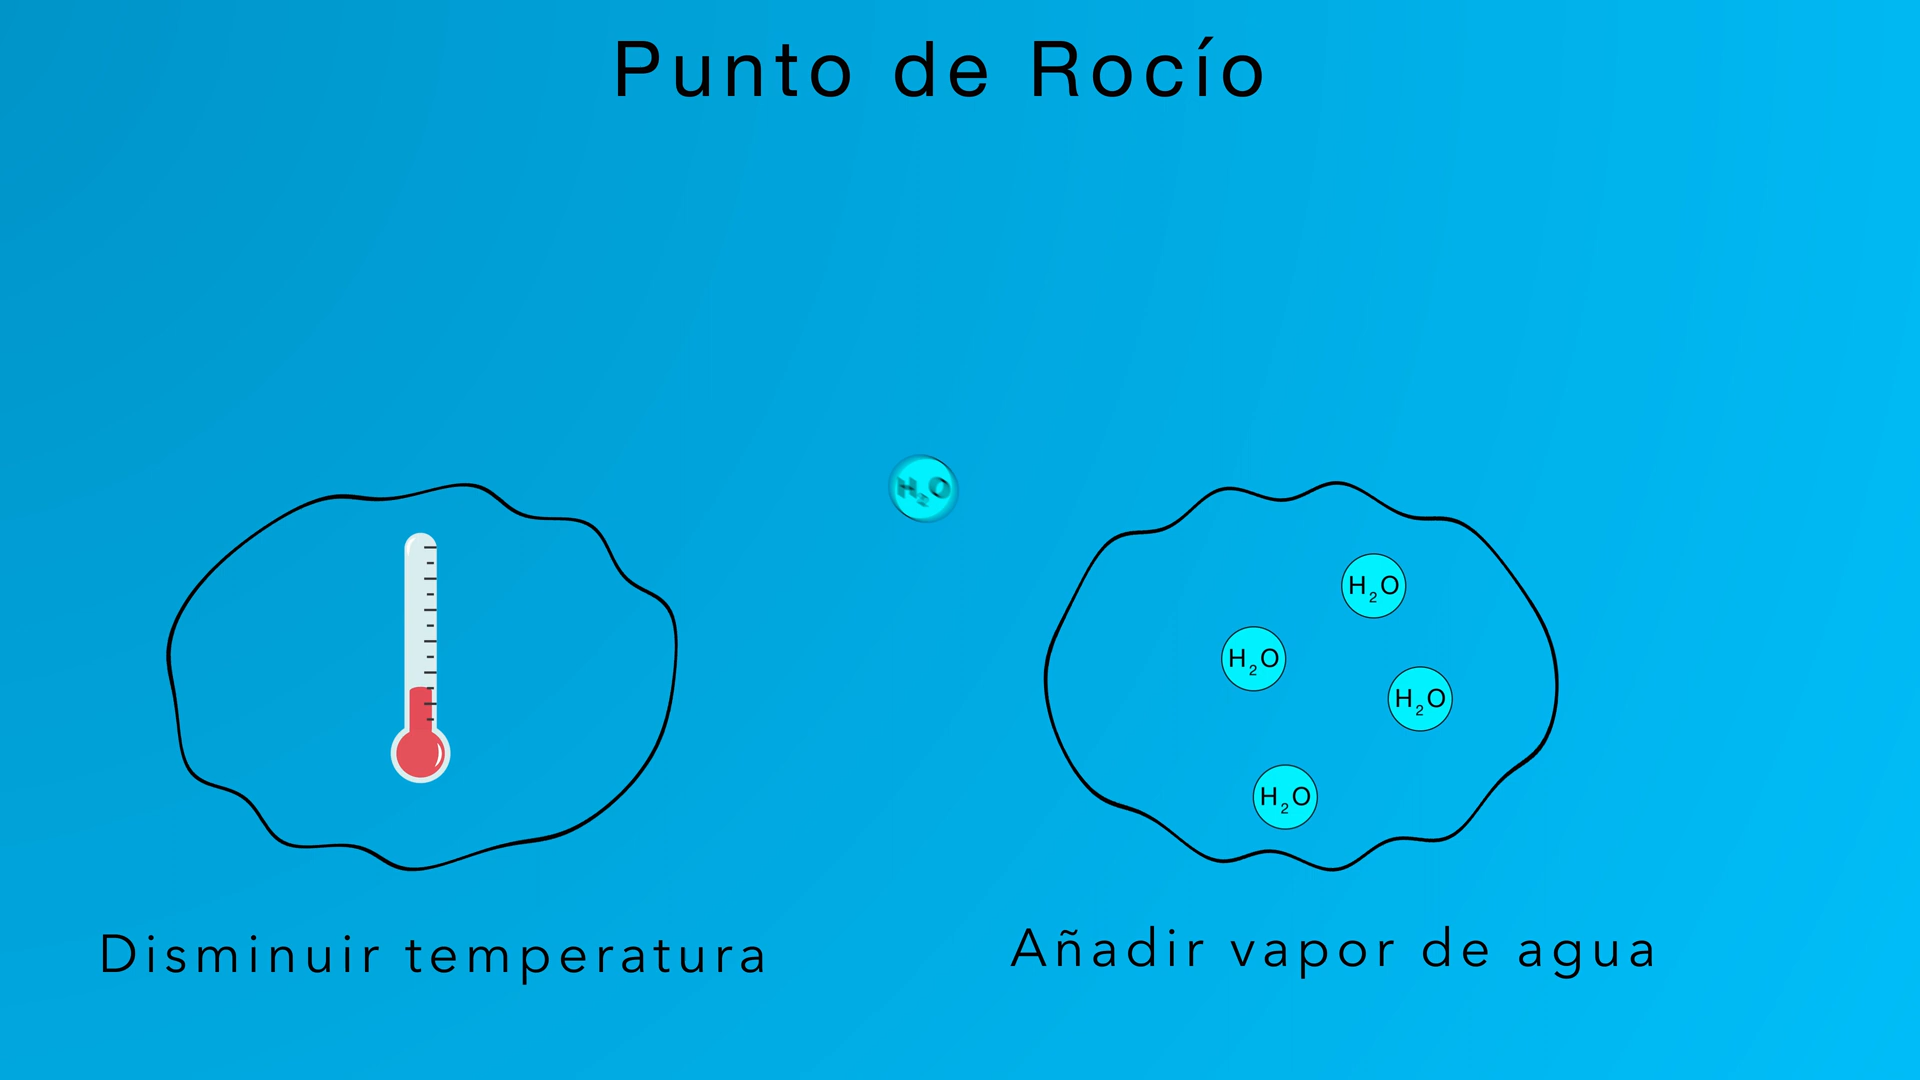 Punto de Rocío
H₂O
H₂O
H₂O
H₂O
H₂O
Disminuir temperatura
Añadir vapor de agua